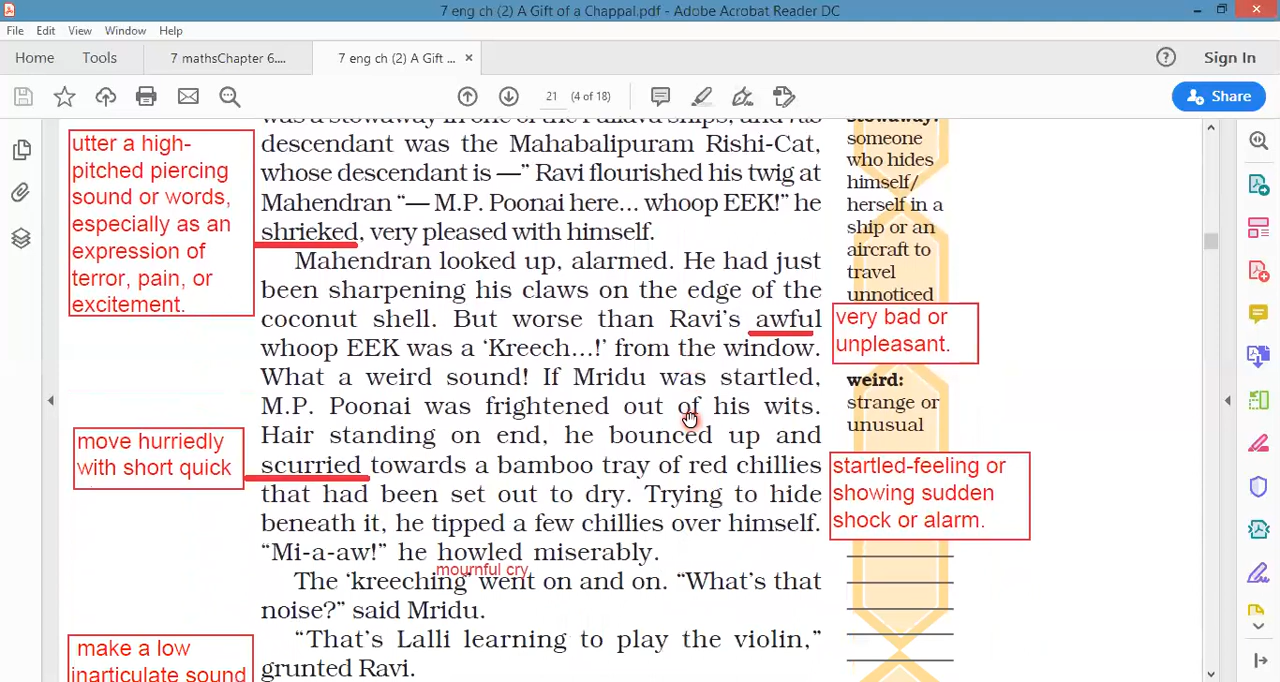 7 eng ch (2) A Gift of a Chappal.pdf - Adobe Acrobat Reader DC
File Edit View Window Help
Home Tools 7 mathsChapter 6.... 7 eng ch (2) A Gift ... ×
Sign In
21 (4 of 18)
Share
was a stowaway in one of the Pallava ships, and his
descendant was the Mahabalipuram Rishi-Cat,
whose descendant is —” Ravi flourished his twig at
Mahendran “— M.P. Poonai here... whoop EEK!” he
shrieked, very pleased with himself.
Mahendran looked up, alarmed. He had just
been sharpening his claws on the edge of the
coconut shell. But worse than Ravi’s awful
whoop EEK was a ‘Kreech...!’ from the window.
What a weird sound! If Mridu was startled,
M.P. Poonai was frightened out of his wits.
Hair standing on end, he bounced up and
scurried towards a bamboo tray of red chillies
that had been set out to dry. Trying to hide
beneath it, he tipped a few chillies over himself.
“Mi-a-aw!” he howled miserably.
mournful cry
The ‘kreeching’ went on and on. “What’s that
noise?” said Mridu.
“That’s Lalli learning to play the violin,”
grunted Ravi.
utter a high-
pitched piercing
sound or words,
especially as an
expression of
terror, pain, or
excitement.
move hurriedly
with short quick
make a low
inarticulate sound
stowaway:
someone
who hides
himself/
herself in a
ship or an
aircraft to
travel
unnoticed
very bad or
unpleasant.
weird:
strange or
unusual
startled-feeling or
showing sudden
shock or alarm.